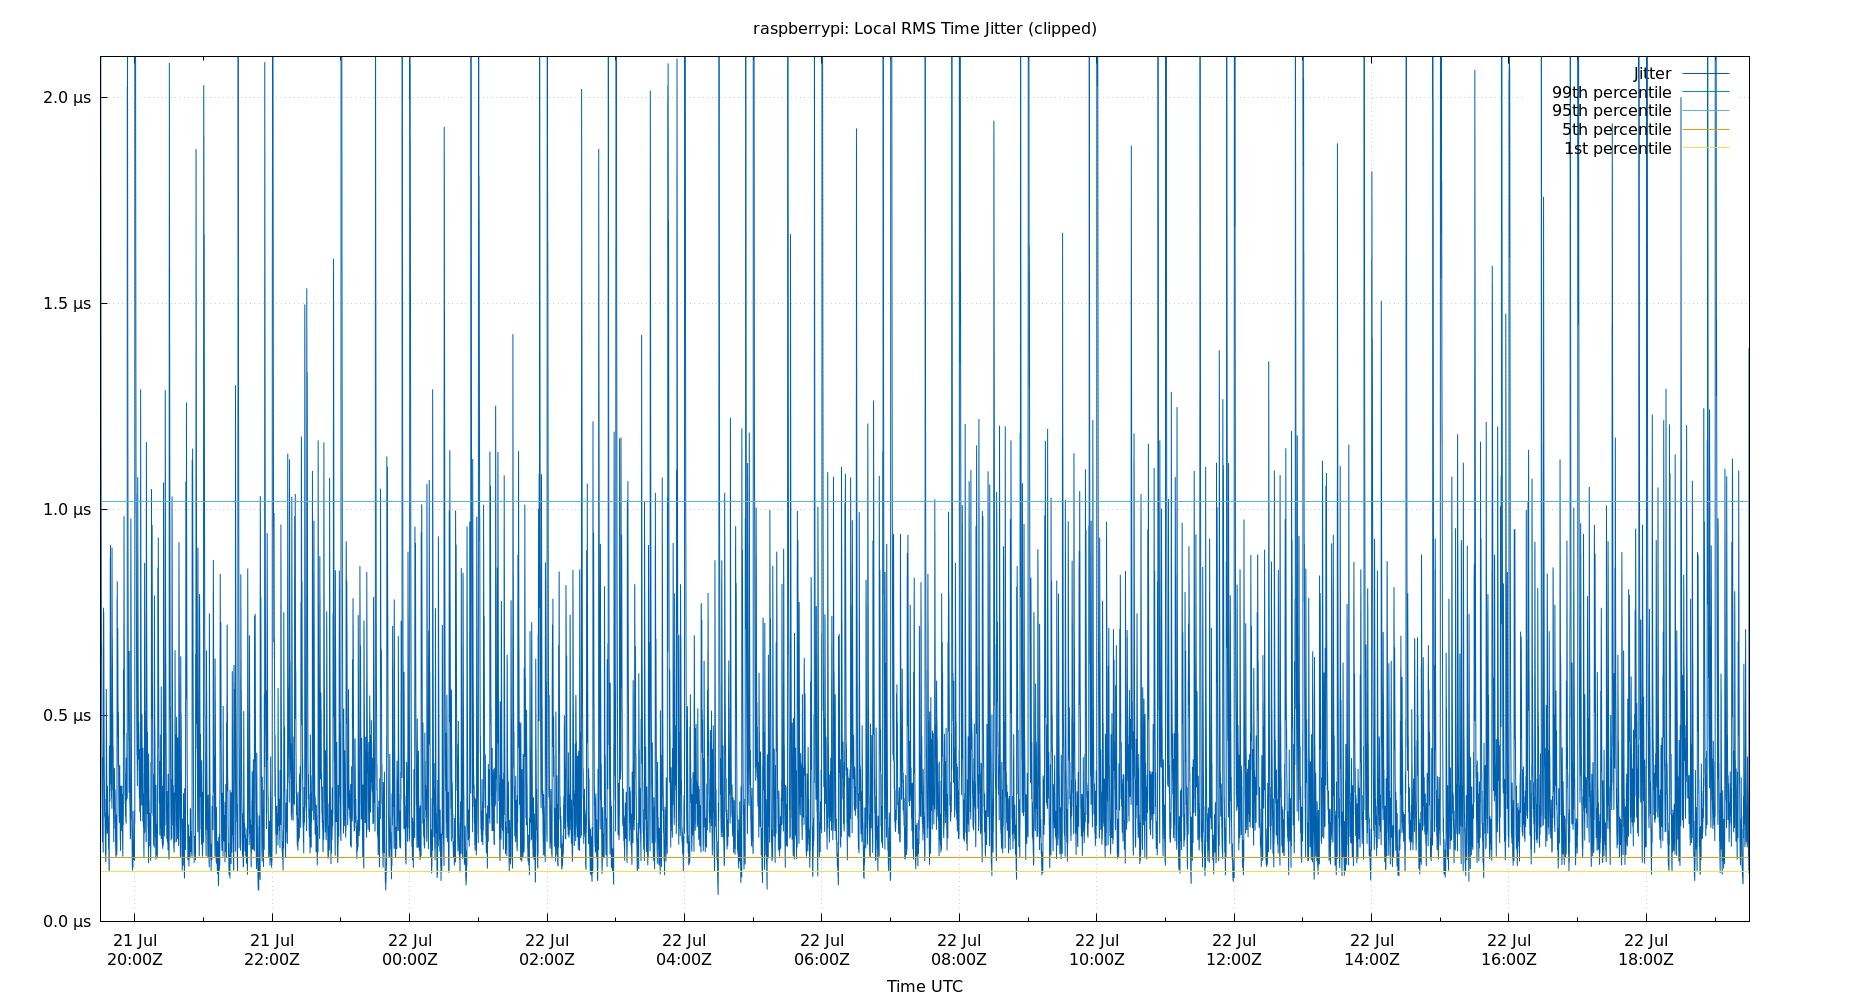 raspberrypi: Local RMS Time Jitter (clipped)
Jitter
99th percentile
95th percentile
5th percentile
1st percentile
2.0 µs
1.5 µs
1.0 µs
0.5 µs
0.0 µs
21 Jul 21 Jul 22 Jul 22 Jul 22 Jul 22 Jul 22 Jul 22 Jul 22 Jul 22 Jul 22 Jul 22 Jul
20:00Z 22:00Z 00:00Z 02:00Z 04:00Z 06:00Z 08:00Z 10:00Z 12:00Z 14:00Z 16:00Z 18:00Z
Time UTC